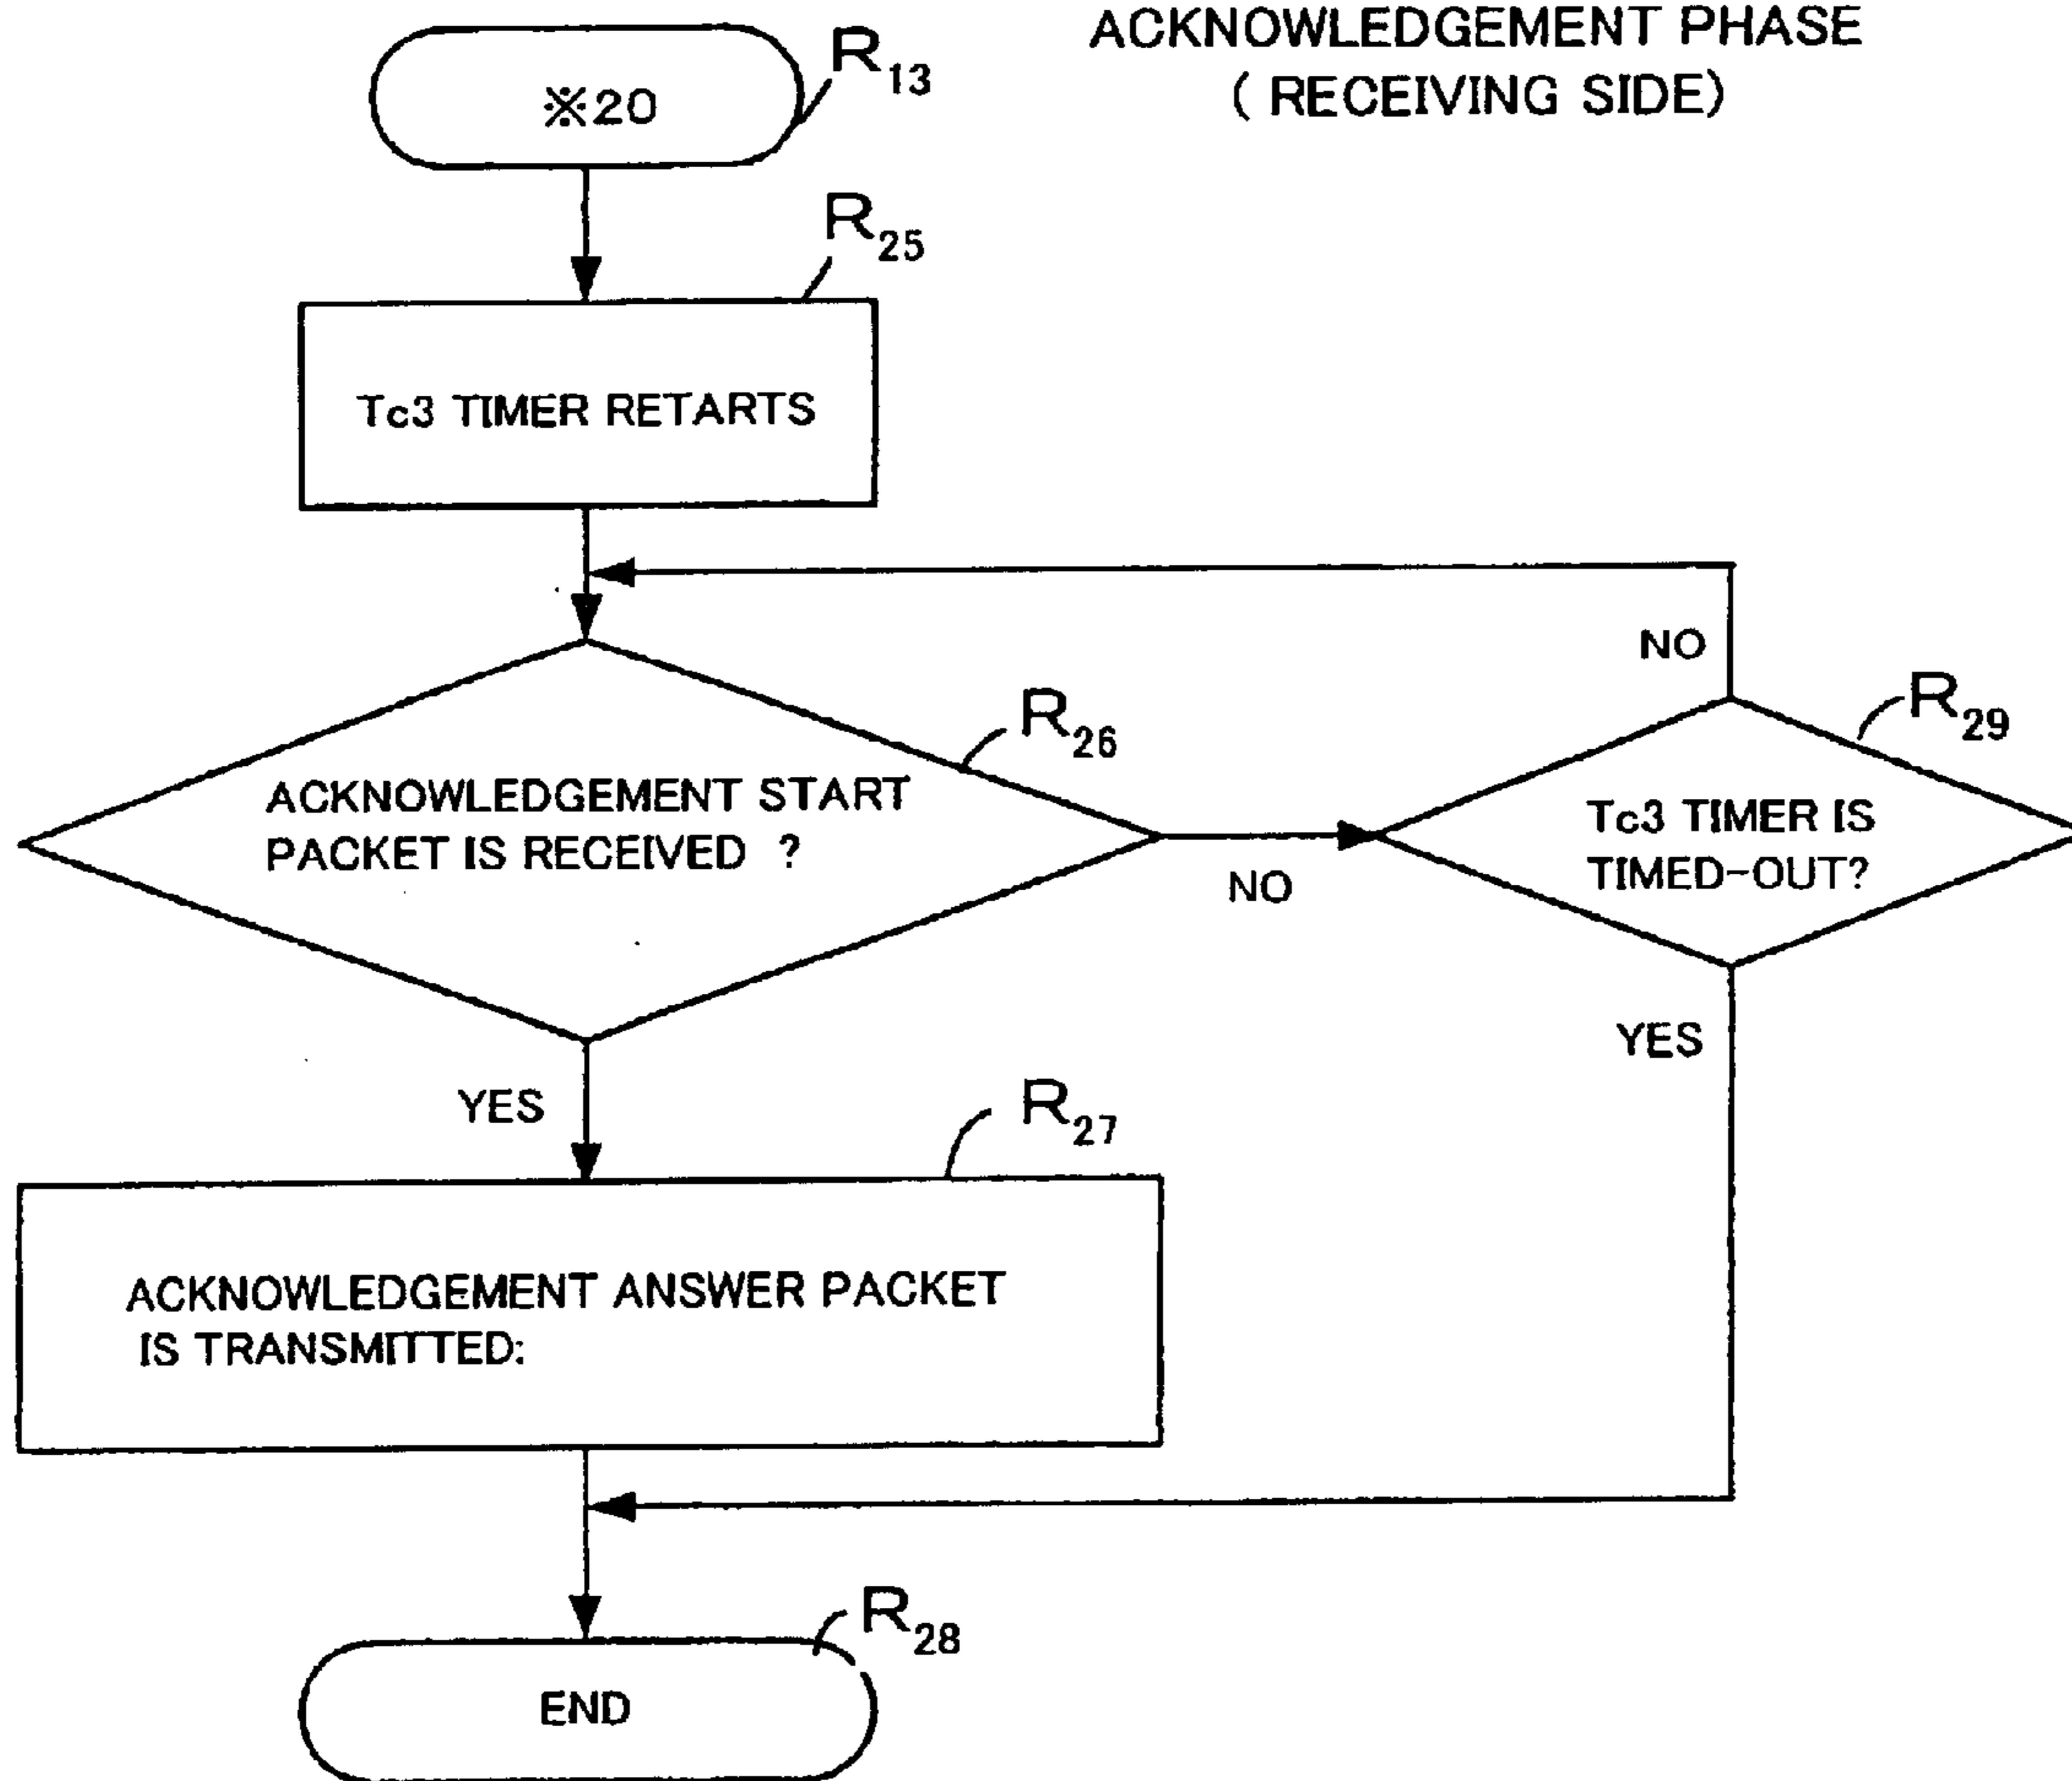 ACKNOWLEDGEMENT PHASE
( RECEIVING SIDE)
※20
R13
R25
Tc3 TIMER RETARTS
NO
R26
R29
ACKNOWLEDGEMENT START
PACKET IS RECEIVED ?
Tc3 TIMER IS
TIMED-OUT?
NO
YES
YES
R27
ACKNOWLEDGEMENT ANSWER PACKET
IS TRANSMITTED:
R28
END